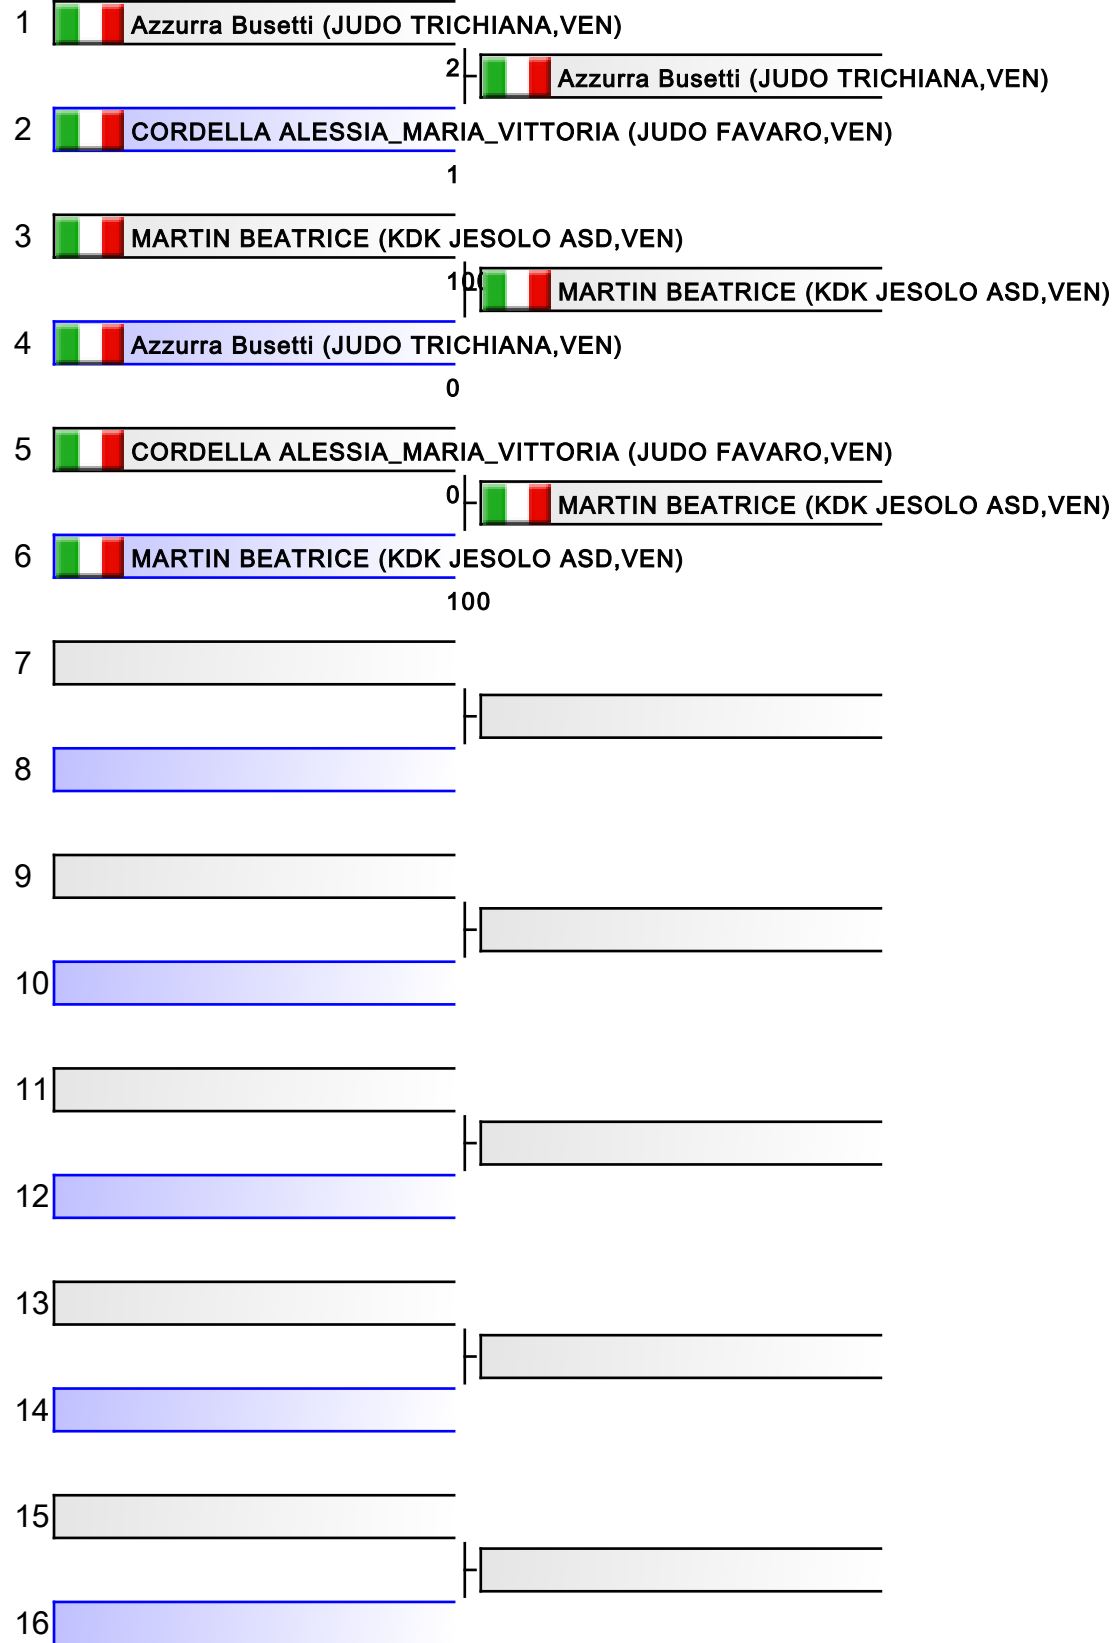 1 Azzurra Busetti (JUDO TRICHIANA,VEN)
2 Azzurra Busetti (JUDO TRICHIANA,VEN)
2 CORDELLA ALESSIA_MARIA_VITTORIA (JUDO FAVARO,VEN)
1
3 MARTIN BEATRICE (KDK JESOLO ASD,VEN)
100 MARTIN BEATRICE (KDK JESOLO ASD,VEN)
4 Azzurra Busetti (JUDO TRICHIANA,VEN)
0
5 CORDELLA ALESSIA_MARIA_VITTORIA (JUDO FAVARO,VEN)
0 MARTIN BEATRICE (KDK JESOLO ASD,VEN)
6 MARTIN BEATRICE (KDK JESOLO ASD,VEN)
100
7
8
9
10
11
12
13
14
15
16